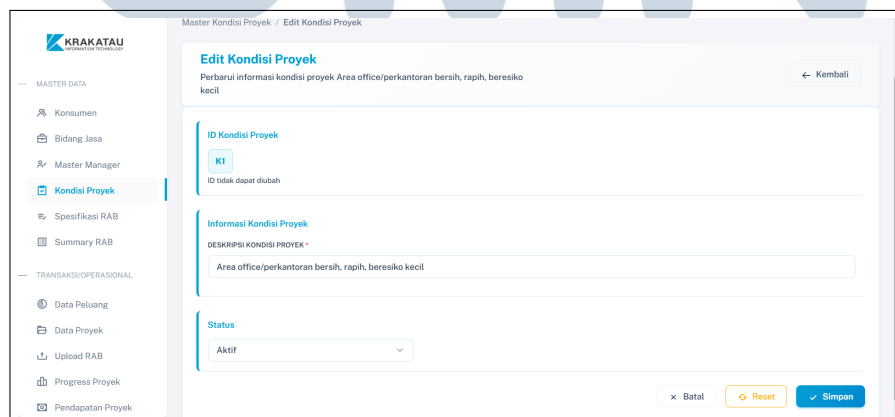 Master Kondisi Proyek / Edit Kondisi Proyek
KRAKATAU
INFORMATION TECHNOLOGY
Edit Kondisi Proyek
Perbarui informasi kondisi proyek Area office/perkantoran bersih, rapih, beresiko
kecil
← Kembali
MASTER DATA
Konsumen
Bidang Jasa
Master Manager
Kondisi Proyek
Spesifikasi RAB
Summary RAB
TRANSAKSI/OPERASIONAL
Data Peluang
Data Proyek
Upload RAB
Progress Proyek
Pendapatan Proyek
ID Kondisi Proyek
K1
ID tidak dapat diubah
Informasi Kondisi Proyek
DESKRIPSI KONDISI PROYEK *
Area office/perkantoran bersih, rapih, beresiko kecil
Status
Aktif
× Batal
Reset
✓ Simpan